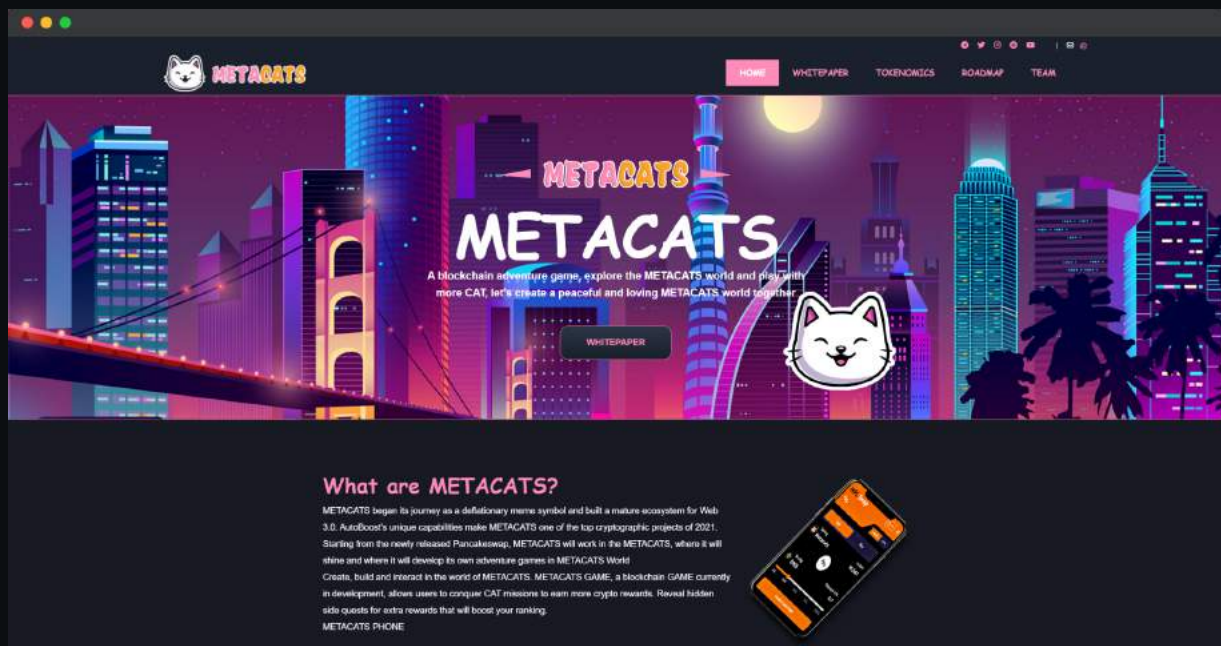 METACATS
HOME WHITEPAPER TOKENOMICS ROADMAP TEAM
METACATS
METACATS
A blockchain adventure game, explore the METACATS world and play with
more CAT, let's create a peaceful and loving METACATS world together
WHITEPAPER
What are METACATS?
METACATS began its journey as a deflationary meme symbol and built a mature ecosystem for Web
3.0. AutoBoost's unique capabilities make METACATS one of the top cryptographic projects of 2021.
Starting from the newly released Pancakeswap, METACATS will work in the METACATS, where it will
shine and where it will develop its own adventure games in METACATS World
Create, build and interact in the world of METACATS. METACATS GAME, a blockchain GAME currently
in development, allows users to conquer CAT missions to earn more crypto rewards. Reveal hidden
side quests for extra rewards that will boost your ranking.
METACATS PHONE